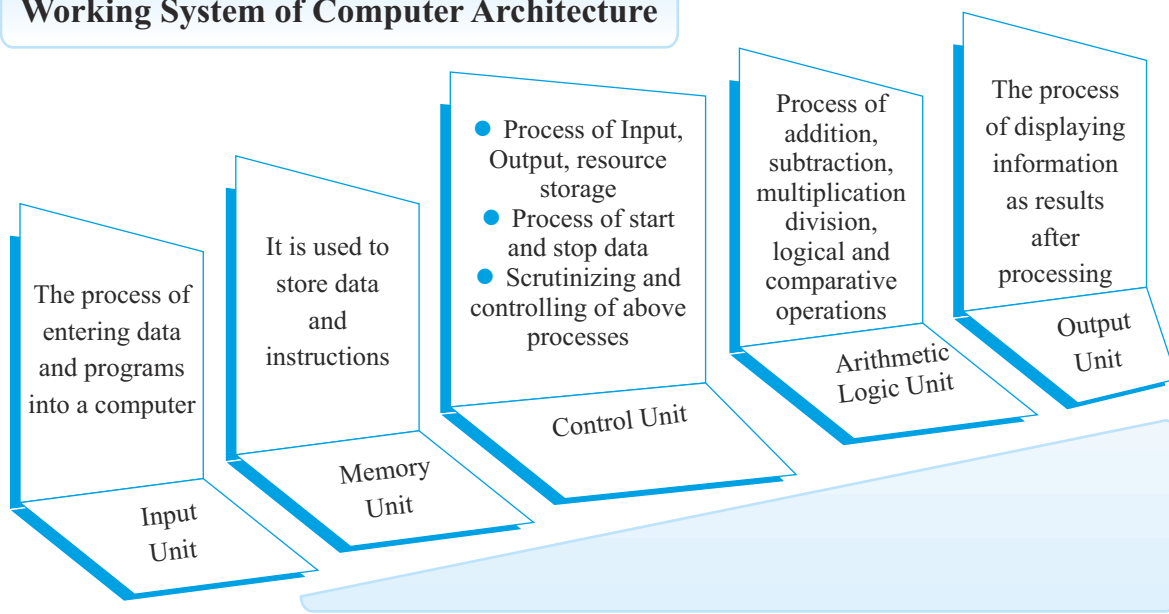 Working System of Computer Architecture
The process of
entering data
and programs
into a computer
Input
Unit
It is used to
store data
and
instructions
Memory
Unit
● Process of Input,
Output, resource
storage
● Process of start
and stop data
● Scrutinizing and
controlling of above
processes
Control Unit
Process of
addition,
subtraction,
multiplication
division,
logical and
comparative
operations
Arithmetic
Logic Unit
The process
of displaying
information
as results
after
processing
Output
Unit